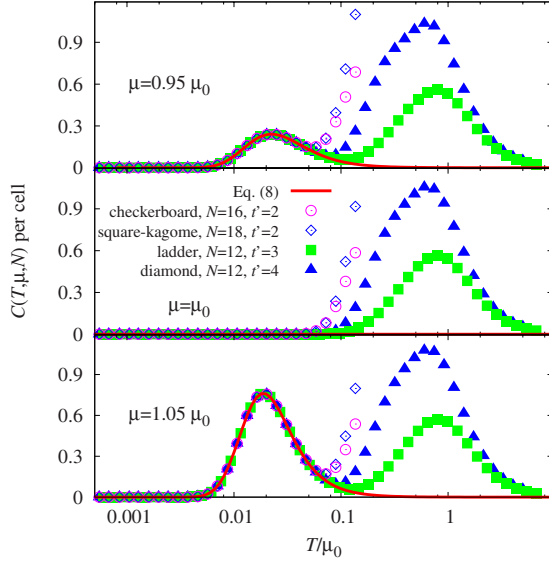 0.9
0.6
0.3
0
μ=0.95 μ₀
C(T,μ,N) per cell
0.9
0.6
0.3
0
Eq. (8)
checkerboard, N=16, t'=2
square-kagome, N=18, t'=2
ladder, N=12, t'=3
diamond, N=12, t'=4
μ=μ₀
0.9
0.6
0.3
0
μ=1.05 μ₀
0.001 0.01 0.1 1
T/μ₀